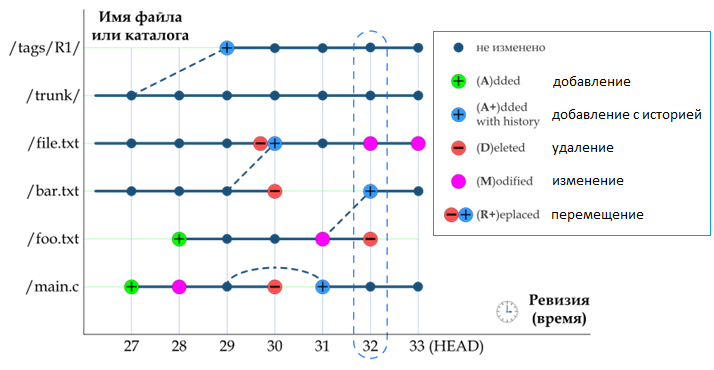 Имя файла
или каталога
/tags/R1/
/trunk/
/file.txt
/bar.txt
/foo.txt
/main.c
27 28 29 30 31 32 33 (HEAD)
Ревизия
(время)
не изменено
(A)dded добавление
(A+)dded
with history добавление с историей
(D)eleted удаление
(M)odified изменение
(R+)eplaced перемещение